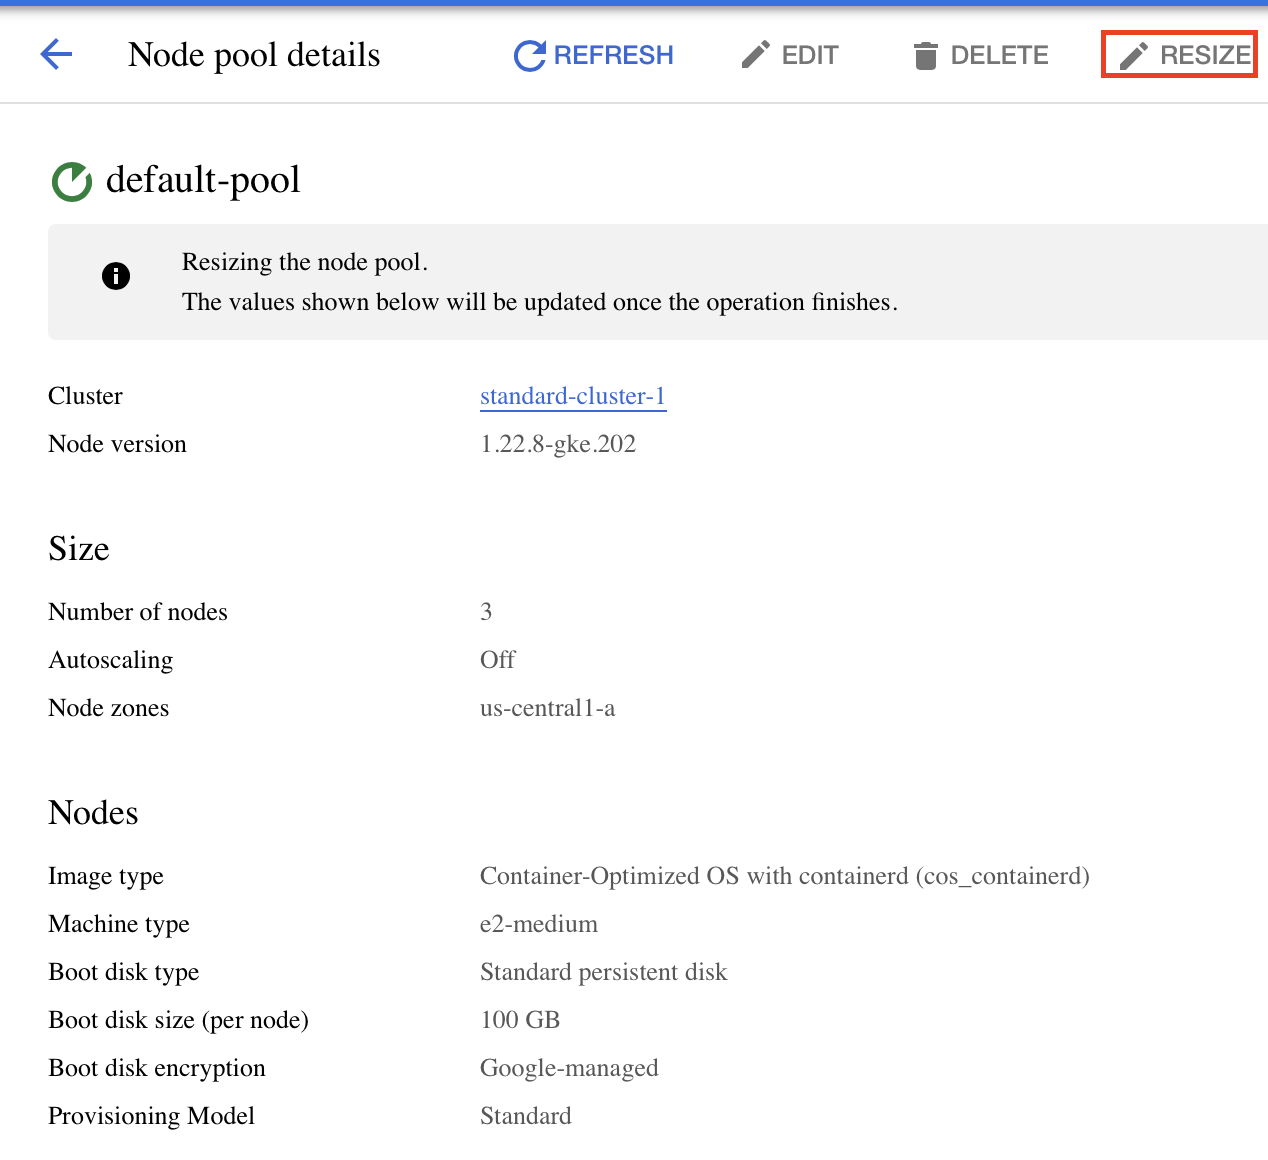 Node pool details REFRESH EDIT DELETE RESIZE
default-pool
Resizing the node pool.
The values shown below will be updated once the operation finishes.
Cluster standard-cluster-1
Node version 1.22.8-gke.202
Size
Number of nodes 3
Autoscaling Off
Node zones us-central1-a
Nodes
Image type Container-Optimized OS with containerd (cos_containerd)
Machine type e2-medium
Boot disk type Standard persistent disk
Boot disk size (per node) 100 GB
Boot disk encryption Google-managed
Provisioning Model Standard